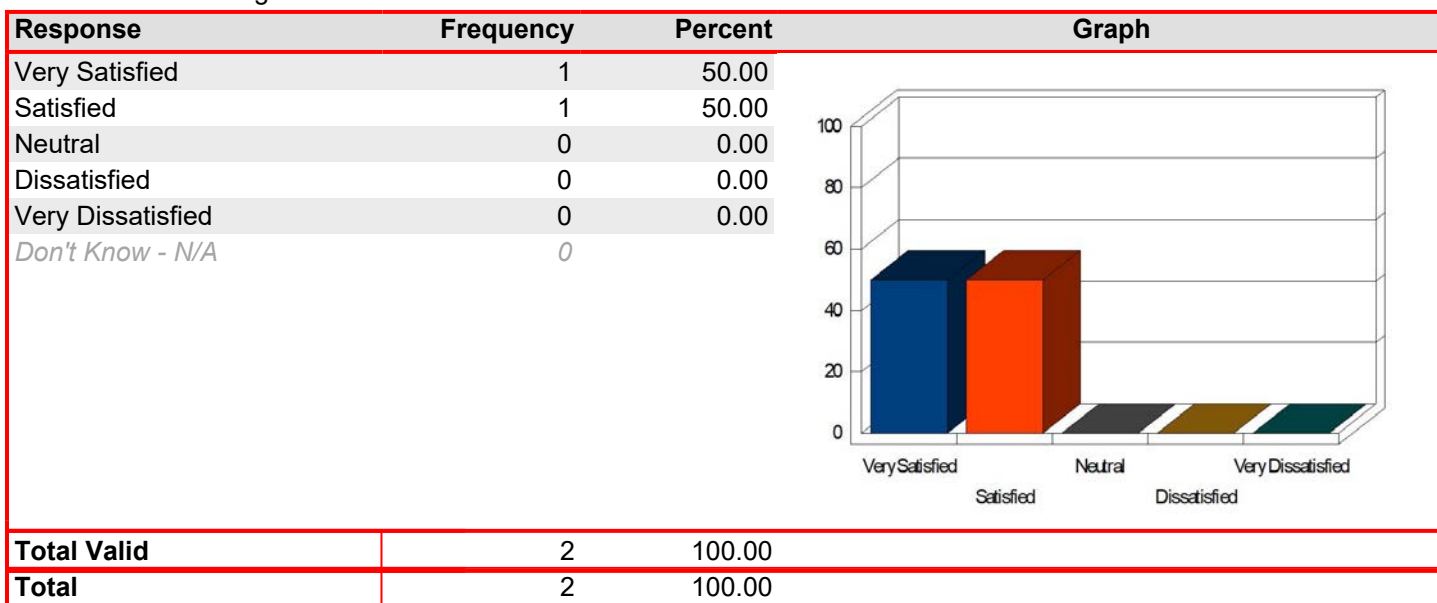 Response Frequency Percent Graph
Very Satisfied 1 50.00
Satisfied 1 50.00
Neutral 0 0.00
Dissatisfied 0 0.00
Very Dissatisfied 0 0.00
Don't Know - N/A 0
100
80
60
40
20
0
Very Satisfied Neutral Very Dissatisfied
Satisfied Dissatisfied
Total Valid 2 100.00
Total 2 100.00